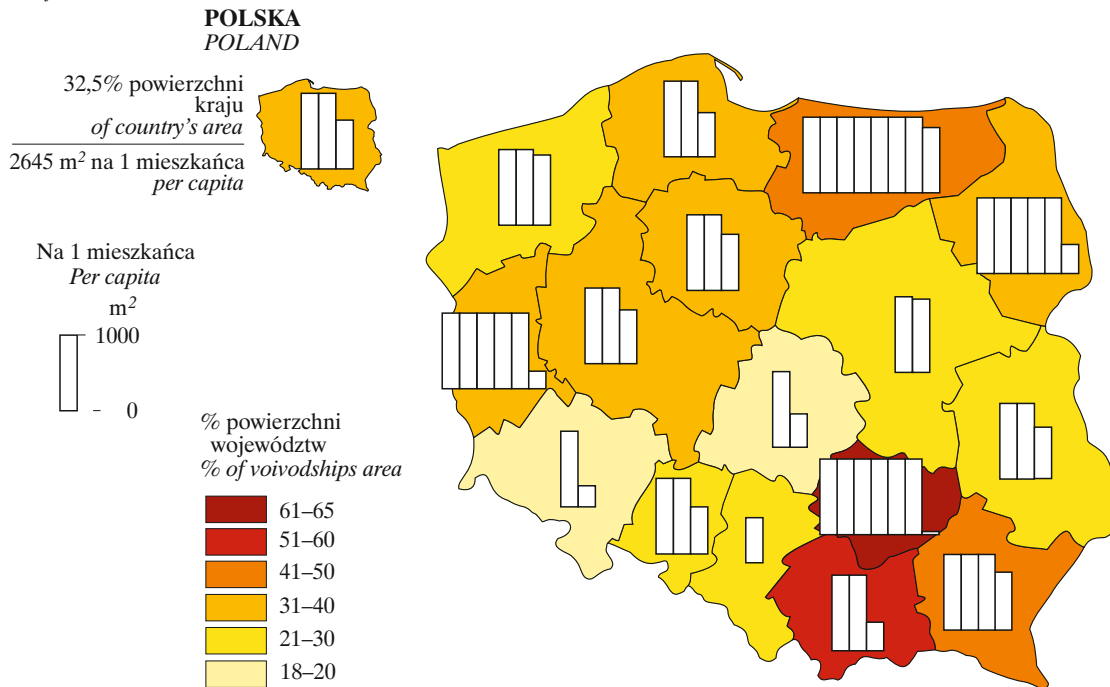 POLSKA
POLAND
32,5% powierzchni
kraju
of country's area
2645 m² na 1 mieszkańca
per capita
Na 1 mieszkańca
Per capita
m²
1000
0
% powierzchni
województw
% of voivodships area
61–65
51–60
41–50
31–40
21–30
18–20